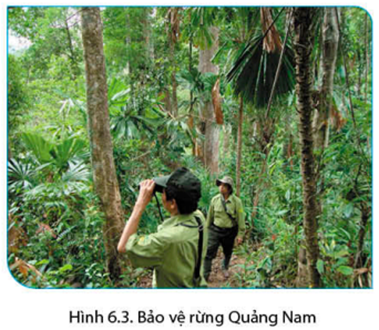 Hình 6.3. Bảo vệ rừng Quảng Nam